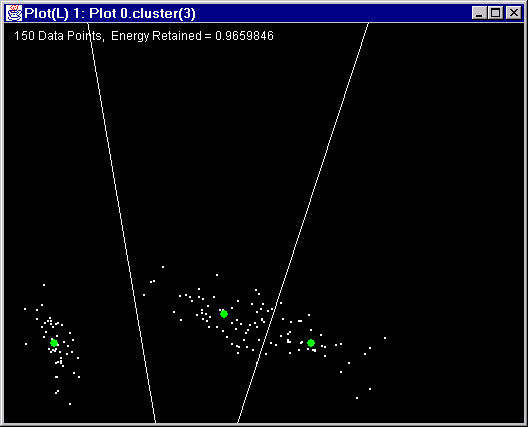 Plot(L) 1: Plot 0.cluster(3)
150 Data Points, Energy Retained = 0.9659846